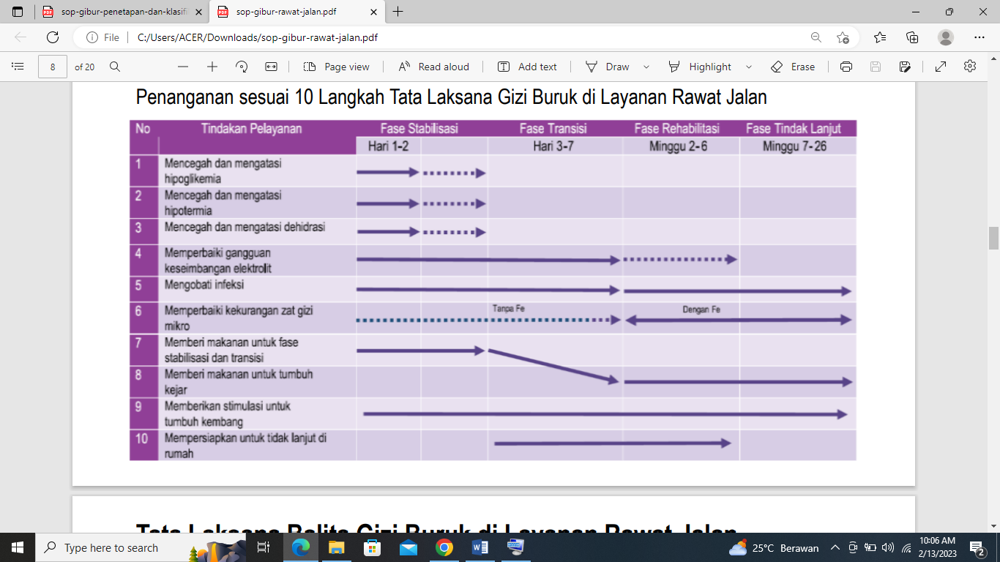 sop-gibur-penetapan-dan-klasifi
sop-gibur-rawat-jalan.pdf
File
C:/Users/ACER/Downloads/sop-gibur-rawat-jalan.pdf
8
of 20
Page view
Read aloud
Add text
Draw
Highlight
Erase
Penanganan sesuai 10 Langkah Tata Laksana Gizi Buruk di Layanan Rawat Jalan
No Tindakan Pelayanan Fase Stabilisasi Fase Transisi Fase Rehabilitasi Fase Tindak Lanjut
Hari 1-2 Hari 3-7 Minggu 2-6 Minggu 7-26
1 Mencegah dan mengatasi
hipoglikemia
2 Mencegah dan mengatasi
hipotermia
3 Mencegah dan mengatasi dehidrasi
4 Memperbaiki gangguan
keseimbangan elektrolit
5 Mengobati infeksi
6 Memperbaiki kekurangan zat gizi
mikro
Tanpa Fe Dengan Fe
7 Memberi makanan untuk fase
stabilisasi dan transisi
8 Memberi makanan untuk tumbuh
kejar
9 Memberikan stimulasi untuk
tumbuh kembang
10 Mempersiapkan untuk tidak lanjut di
rumah
Tata Laksana Balita Gizi Buruk di Layanan Rawat Jalan
Type here to search
25°C Berawan
10:06 AM
2/13/2023
2